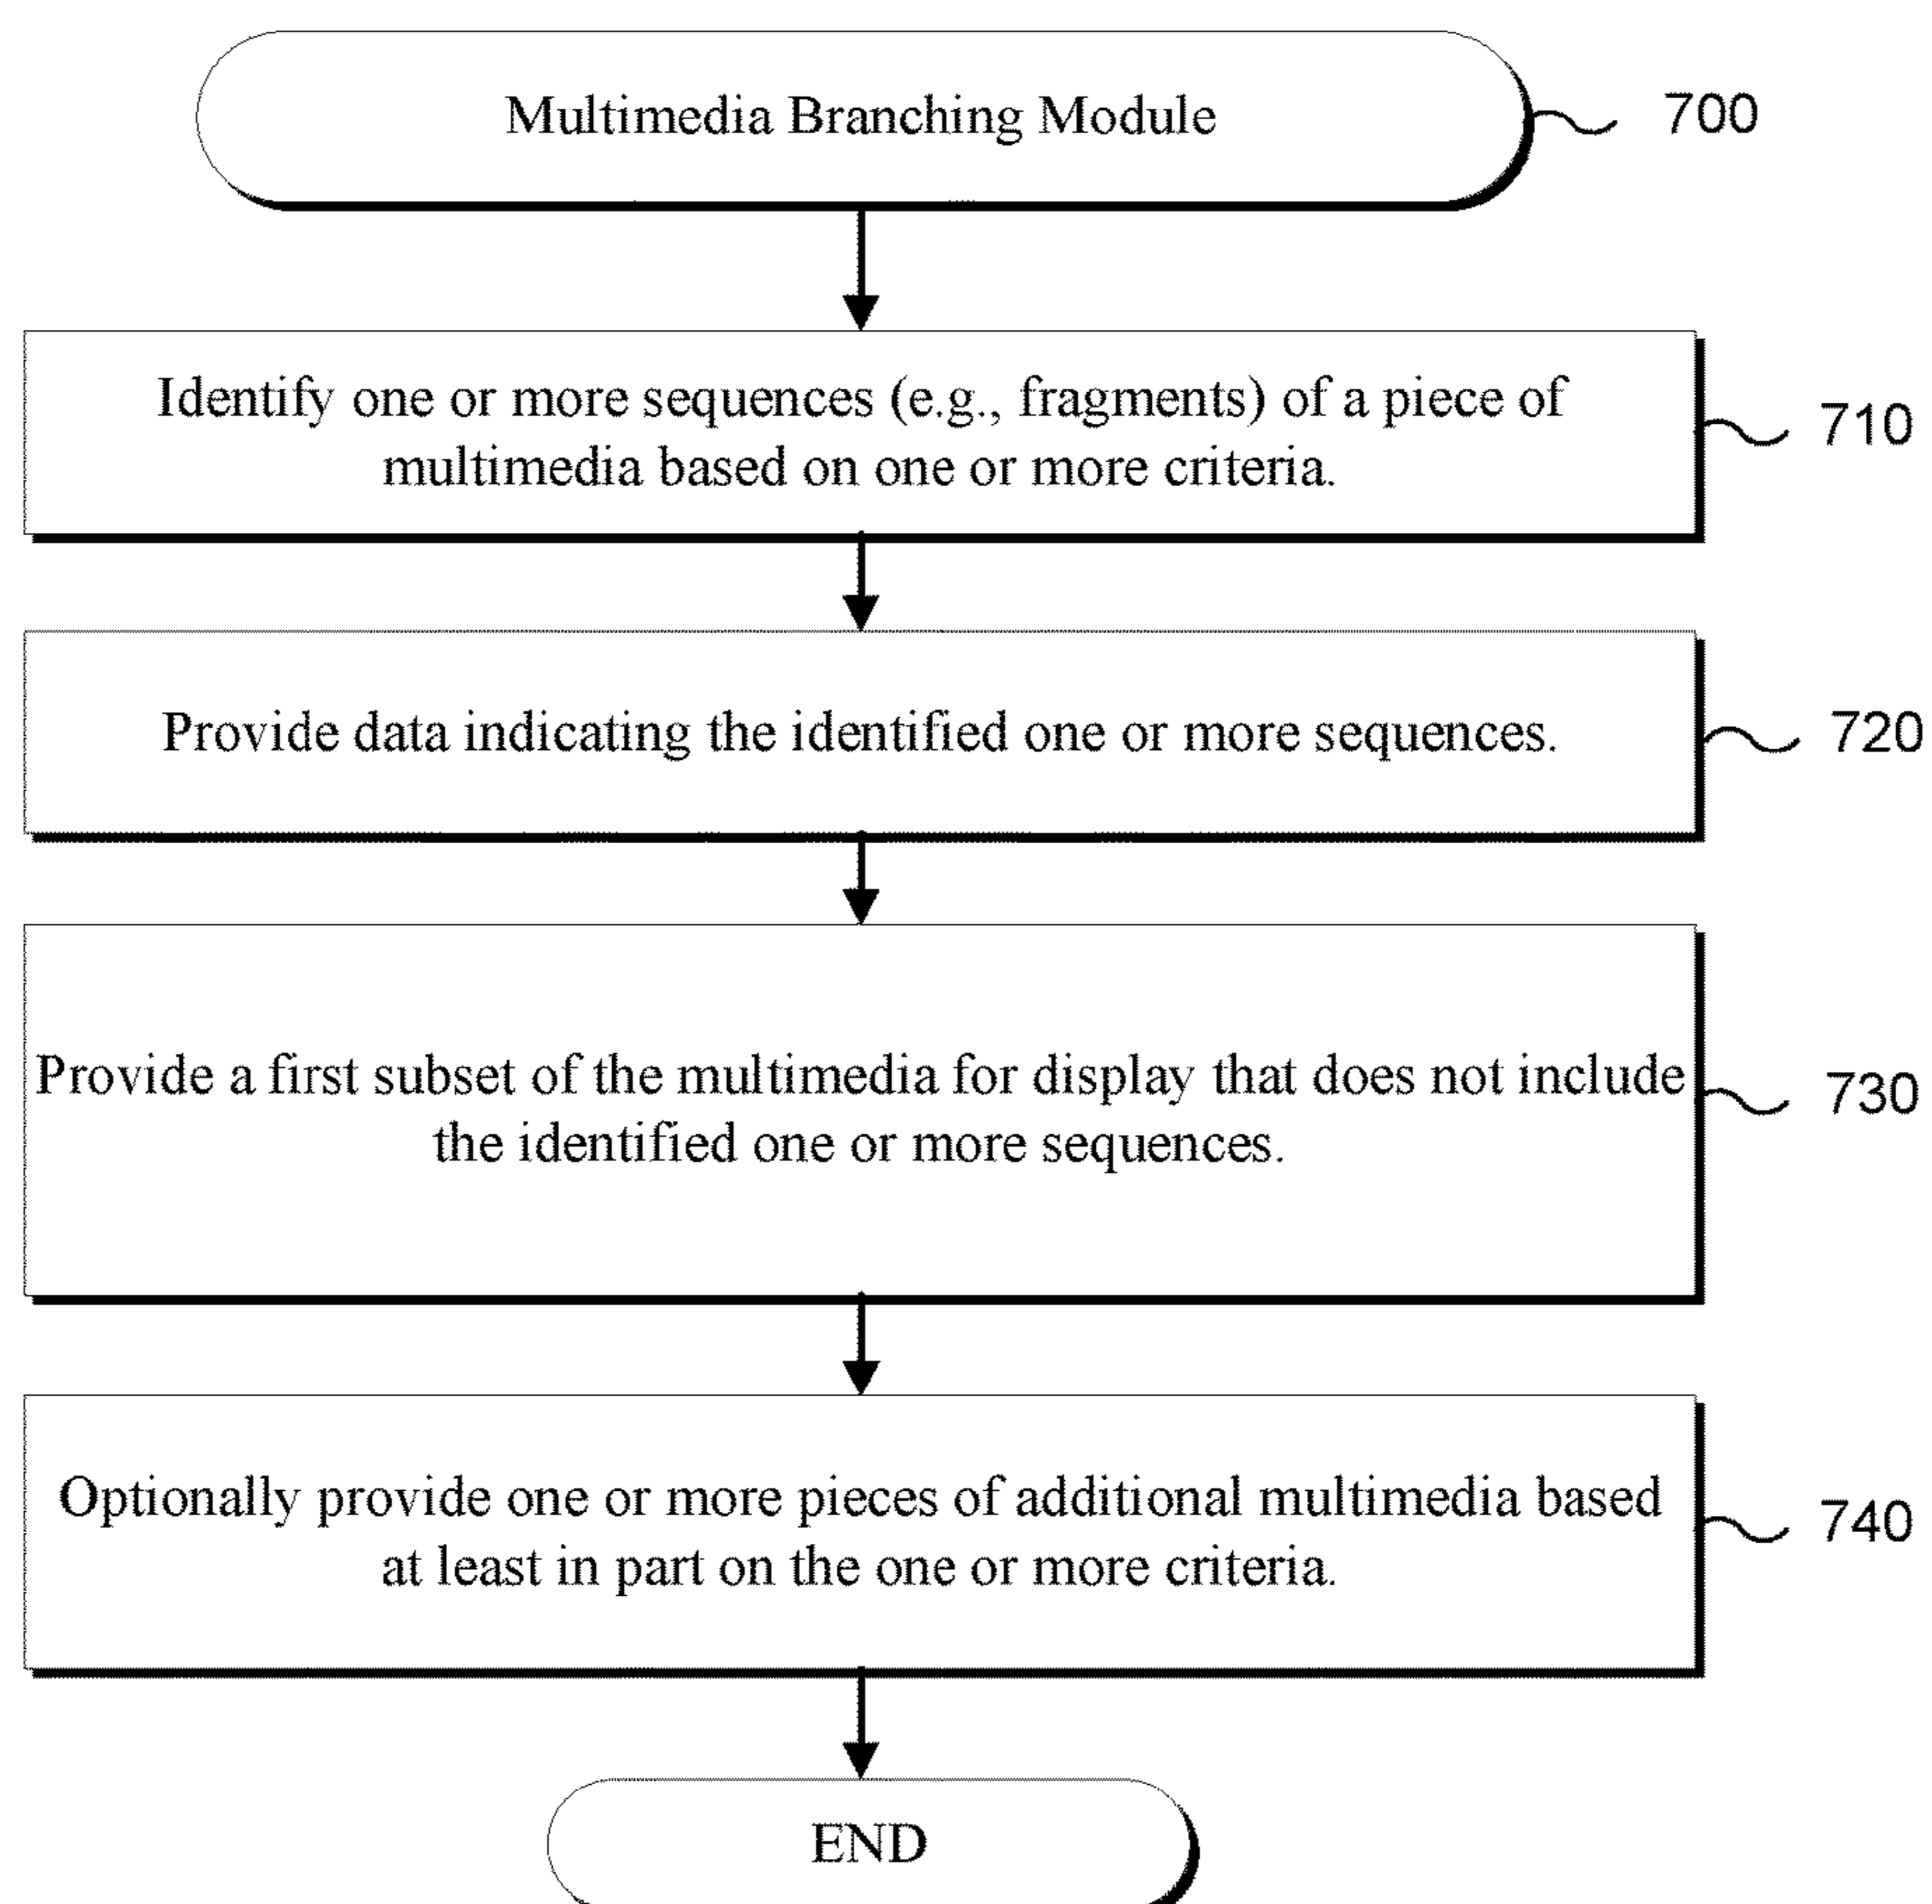 Multimedia Branching Module
700
Identify one or more sequences (e.g., fragments) of a piece of
multimedia based on one or more criteria.
710
Provide data indicating the identified one or more sequences.
720
Provide a first subset of the multimedia for display that does not include
the identified one or more sequences.
730
Optionally provide one or more pieces of additional multimedia based
at least in part on the one or more criteria.
740
END